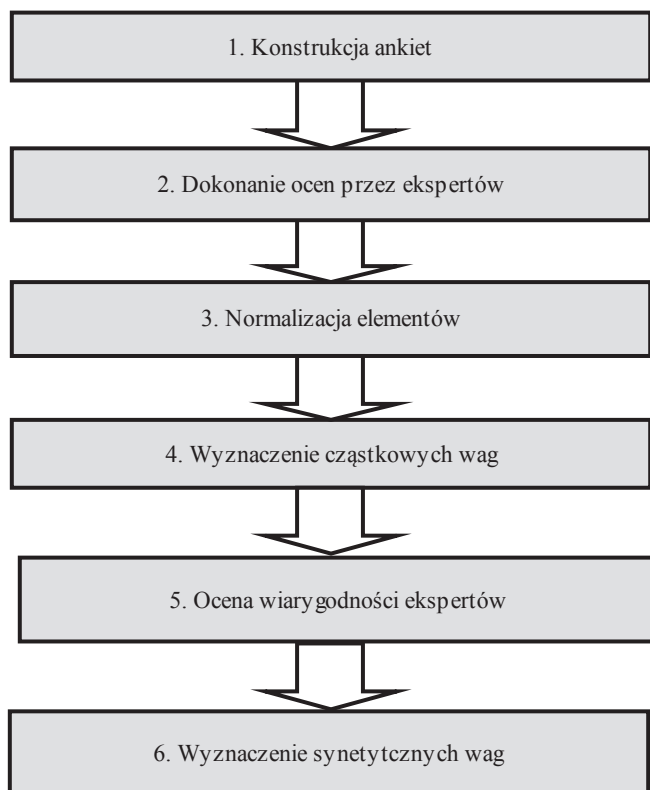 1. Konstrukcja ankiet
2. Dokonanie ocen przez ekspertów
3. Normalizacja elementów
4. Wyznaczenie cząstkowych wag
5. Ocena wiarygodności ekspertów
6. Wyznaczenie synetytcznych wag